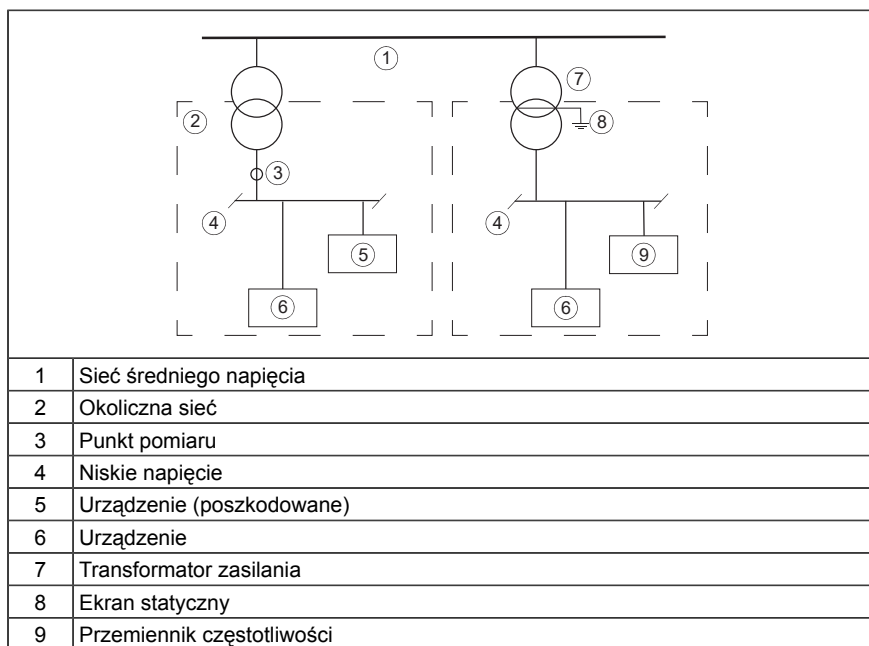 1
7
2
8
3
4
4
5
9
6
6
1 Sieć średniego napięcia
2 Okoliczna sieć
3 Punkt pomiaru
4 Niskie napięcie
5 Urządzenie (poszkodowane)
6 Urządzenie
7 Transformator zasilania
8 Ekran statyczny
9 Przemiennik częstotliwości